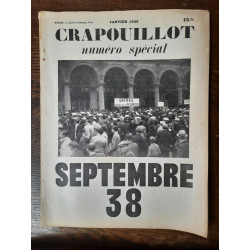 JANVIER 1939
CRAPOUILLOT
numéro spécial
SEPTEMBRE
38